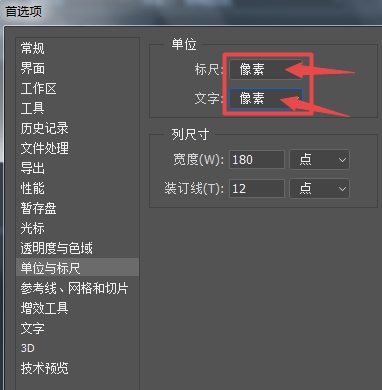 首选项
常规
界面
工作区
工具
历史记录
文件处理
导出
性能
暂存盘
光标
透明度与色域
单位与标尺
参考线、网格和切片
增效工具
文字
3D
技术预览
单位
标尺: 像素
文字: 像素
列尺寸
宽度(W): 180 点
装订线(T): 12 点